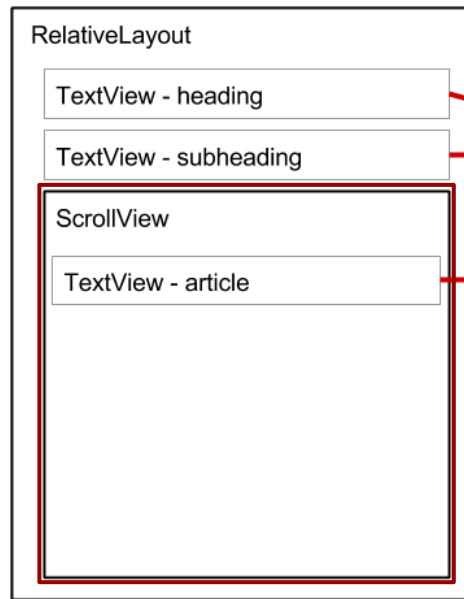 RelativeLayout
TextView - heading
TextView - subheading
ScrollView
TextView - article